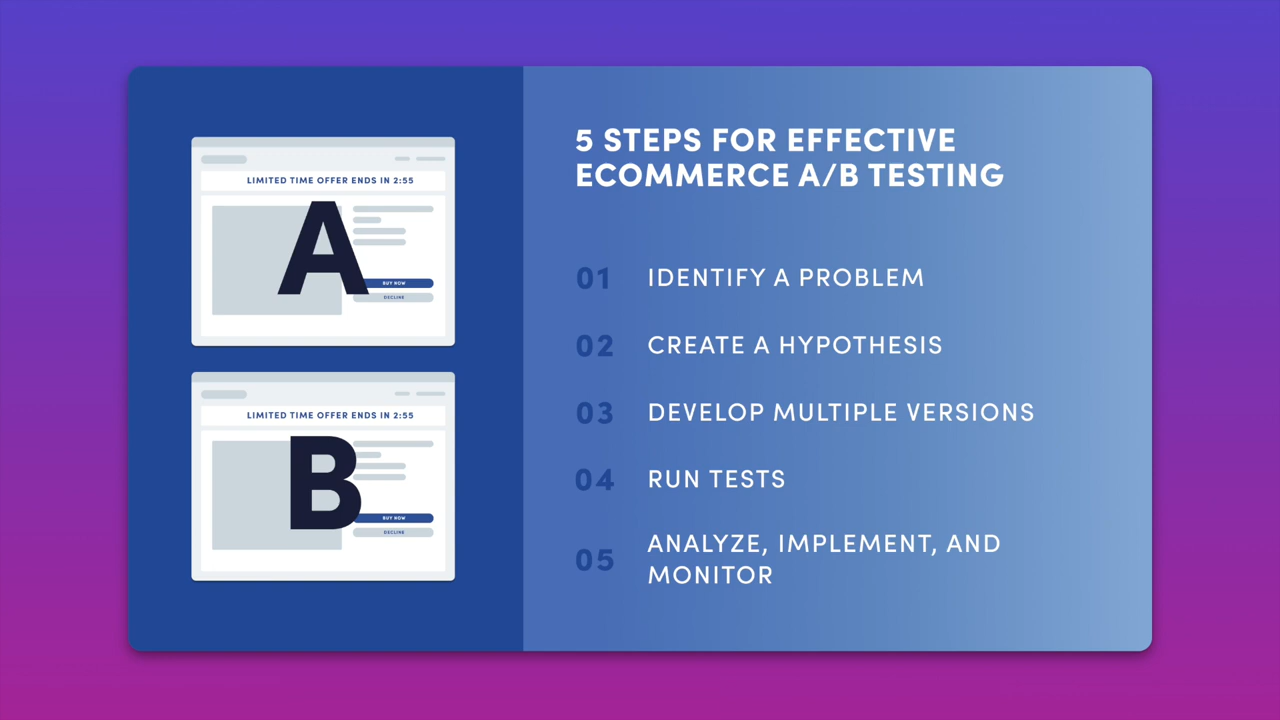 LIMITED TIME OFFER ENDS IN 2:55
A
BUY NOW
DECLINE
LIMITED TIME OFFER ENDS IN 2:55
B
BUY NOW
DECLINE
5 STEPS FOR EFFECTIVE
ECOMMERCE A/B TESTING
01 IDENTIFY A PROBLEM
02 CREATE A HYPOTHESIS
03 DEVELOP MULTIPLE VERSIONS
04 RUN TESTS
05 ANALYZE, IMPLEMENT, AND
MONITOR